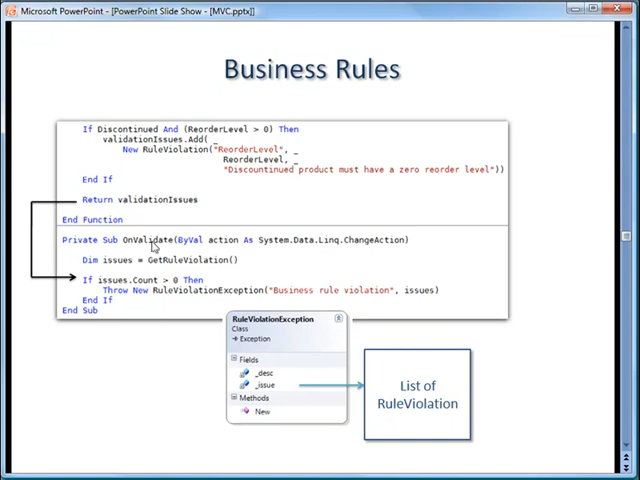 Microsoft PowerPoint - [PowerPoint Slide Show - [MVC.pptx]]
Business Rules
If Discontinued And (ReorderLevel > 0) Then
validationIssues.Add( _
New RuleViolation("ReorderLevel", _
ReorderLevel, _
"Discontinued product must have a zero reorder level"))
End If
Return validationIssues
End Function
Private Sub OnValidate(ByVal action As System.Data.Linq.ChangeAction)
Dim issues = GetRuleViolation()
If issues.Count > 0 Then
Throw New RuleViolationException("Business rule violation", issues)
End If
End Sub
RuleViolationException
Class
Exception
Fields
_desc
_issue
Methods
New
List of
RuleViolation